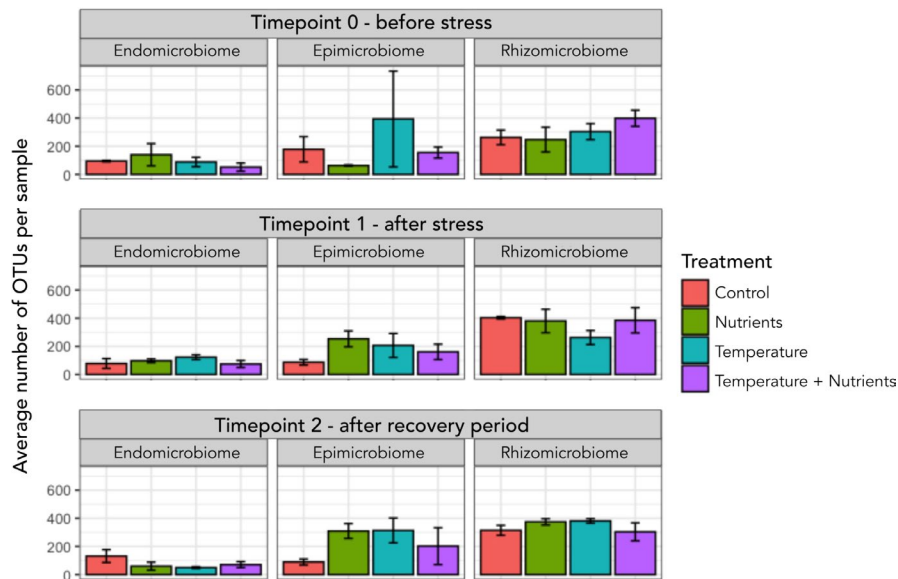 Timepoint 0 - before stress
Endomicrobiome Epimicrobiome Rhizomicrobiome
600
400
200
0
Timepoint 1 - after stress
Endomicrobiome Epimicrobiome Rhizomicrobiome
600
400
200
0
Timepoint 2 - after recovery period
Endomicrobiome Epimicrobiome Rhizomicrobiome
600
400
200
0
Average number of OTUs per sample
Treatment
Control
Nutrients
Temperature
Temperature + Nutrients